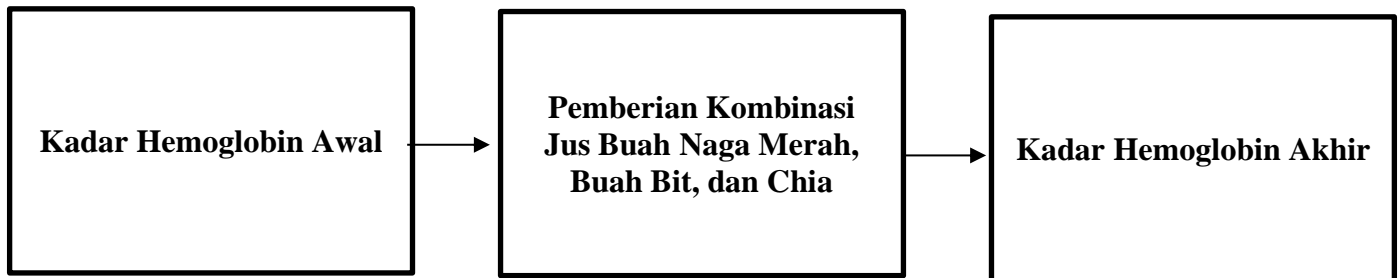 Kadar Hemoglobin Awal
Pemberian Kombinasi
Jus Buah Naga Merah,
Buah Bit, dan Chia
Kadar Hemoglobin Akhir